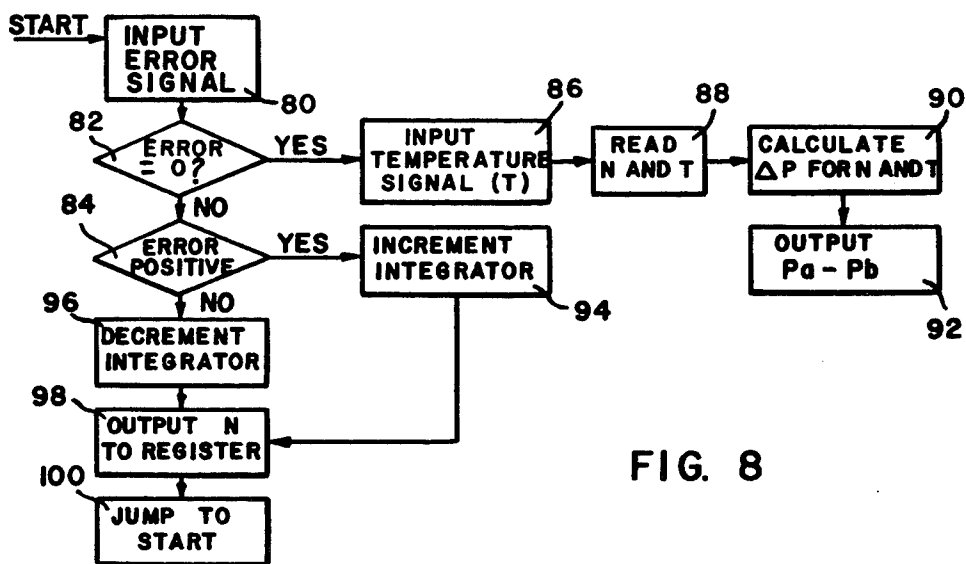 START
INPUT
ERROR
SIGNAL
80
82
ERROR
= 0?
YES
INPUT
TEMPERATURE
SIGNAL (T)
86
READ
N AND T
88
CALCULATE
△ P FOR N AND T
90
OUTPUT
Pa - Pb
92
NO
84
ERROR
POSITIVE
YES
INCREMENT
INTEGRATOR
94
NO
96
DECREMENT
INTEGRATOR
98
OUTPUT N
TO REGISTER
100
JUMP TO
START
FIG. 8